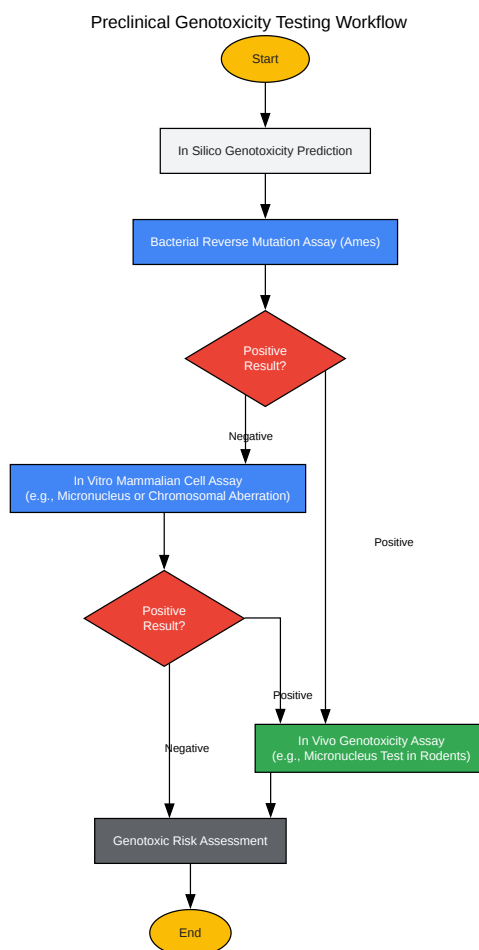 Preclinical Genotoxicity Testing Workflow
Start
In Silico Genotoxicity Prediction
Bacterial Reverse Mutation Assay (Ames)
Positive
Result?
Negative
In Vitro Mammalian Cell Assay
(e.g., Micronucleus or Chromosomal Aberration)
Positive
Positive
Result?
Positive
Negative
In Vivo Genotoxicity Assay
(e.g., Micronucleus Test in Rodents)
Genotoxic Risk Assessment
End